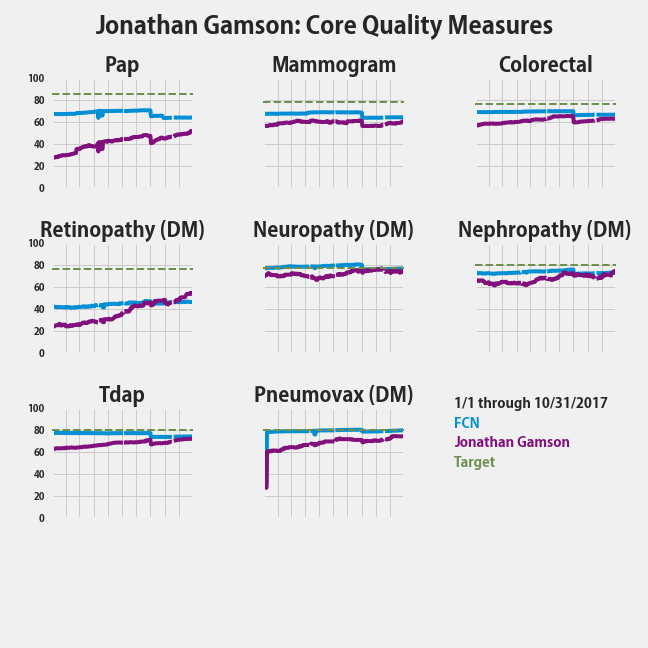 Jonathan Gamson: Core Quality Measures
Pap
Mammogram
Colorectal
100
80
60
40
20
0
Retinopathy (DM)
Neuropathy (DM)
Nephropathy (DM)
100
80
60
40
20
0
Tdap
Pneumovax (DM)
100
80
60
40
20
0
1/1 through 10/31/2017
FCN
Jonathan Gamson
Target